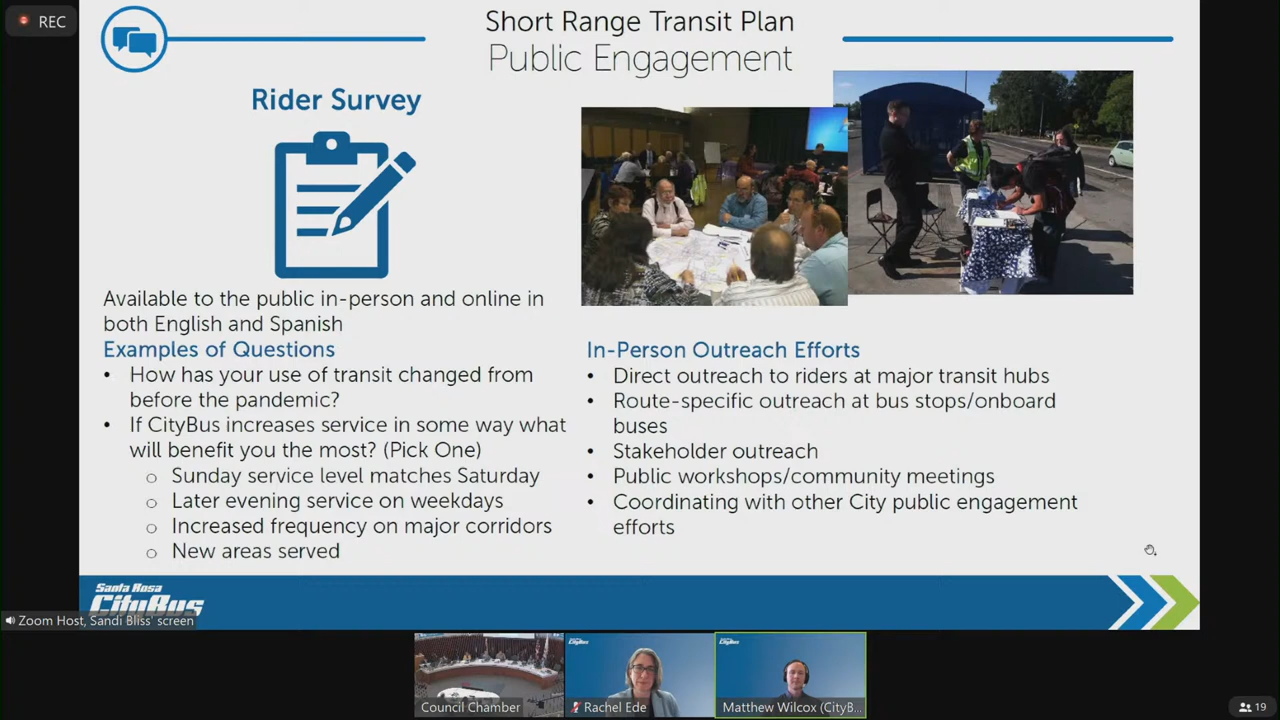 REC
Short Range Transit Plan
Public Engagement
Rider Survey
Available to the public in-person and online in
both English and Spanish
Examples of Questions
• How has your use of transit changed from
before the pandemic?
• If CityBus increases service in some way what
will benefit you the most? (Pick One)
○ Sunday service level matches Saturday
○ Later evening service on weekdays
○ Increased frequency on major corridors
○ New areas served
In-Person Outreach Efforts
• Direct outreach to riders at major transit hubs
• Route-specific outreach at bus stops/onboard
buses
• Stakeholder outreach
• Public workshops/community meetings
• Coordinating with other City public engagement
efforts
Santa Rosa
CityBus
Zoom Host, Sandi Bliss' screen
CityBus
CityBus
Council Chamber
Rachel Ede
Matthew Wilcox (CityB...
19